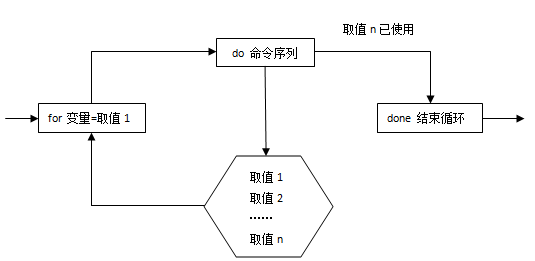 取值 n 已使用
do 命令序列
for 变量=取值 1
done 结束循环
取值 1
取值 2
......
取值 n